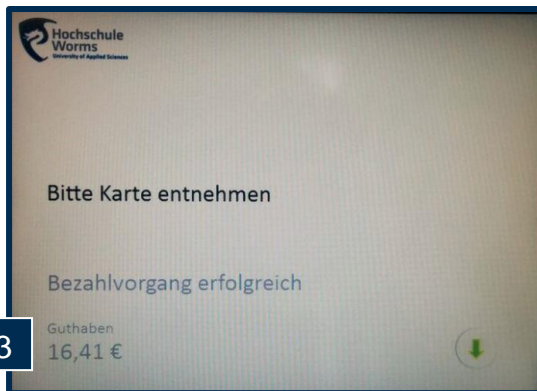 Hochschule
Worms
University of Applied Sciences
Bitte Karte entnehmen
Bezahlvorgang erfolgreich
Guthaben
16,41 €
3